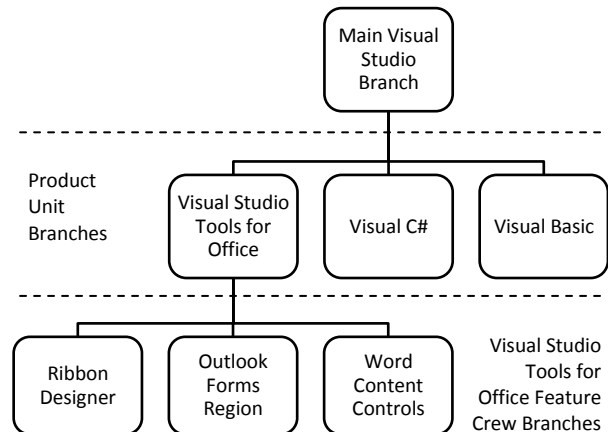 Main Visual
Studio
Branch
Product
Unit
Branches
Visual Studio
Tools for
Office
Visual C#
Visual Basic
Ribbon
Designer
Outlook
Forms
Region
Word
Content
Controls
Visual Studio
Tools for
Office Feature
Crew Branches